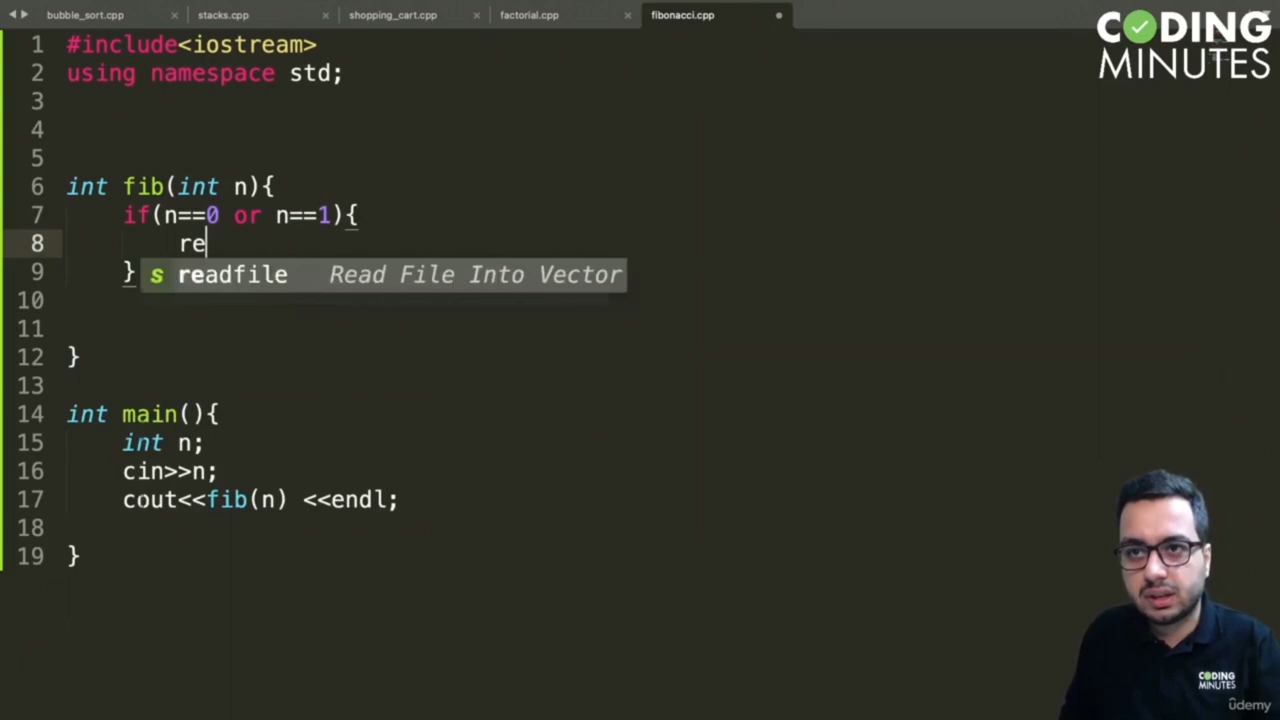 bubble_sort.cpp
stacks.cpp
shopping_cart.cpp
factorial.cpp
fibonacci.cpp
CODING
MINUTES
1 #include<iostream>
2 using namespace std;
3
4
5
6 int fib(int n){
7 if(n==0 or n==1){
8 re
9 }
s readfile Read File Into Vector
10
11
12 }
13
14 int main(){
15 int n;
16 cin>>n;
17 cout<<fib(n) <<endl;
18
19 }
CODING
MINUTES
ûdemy